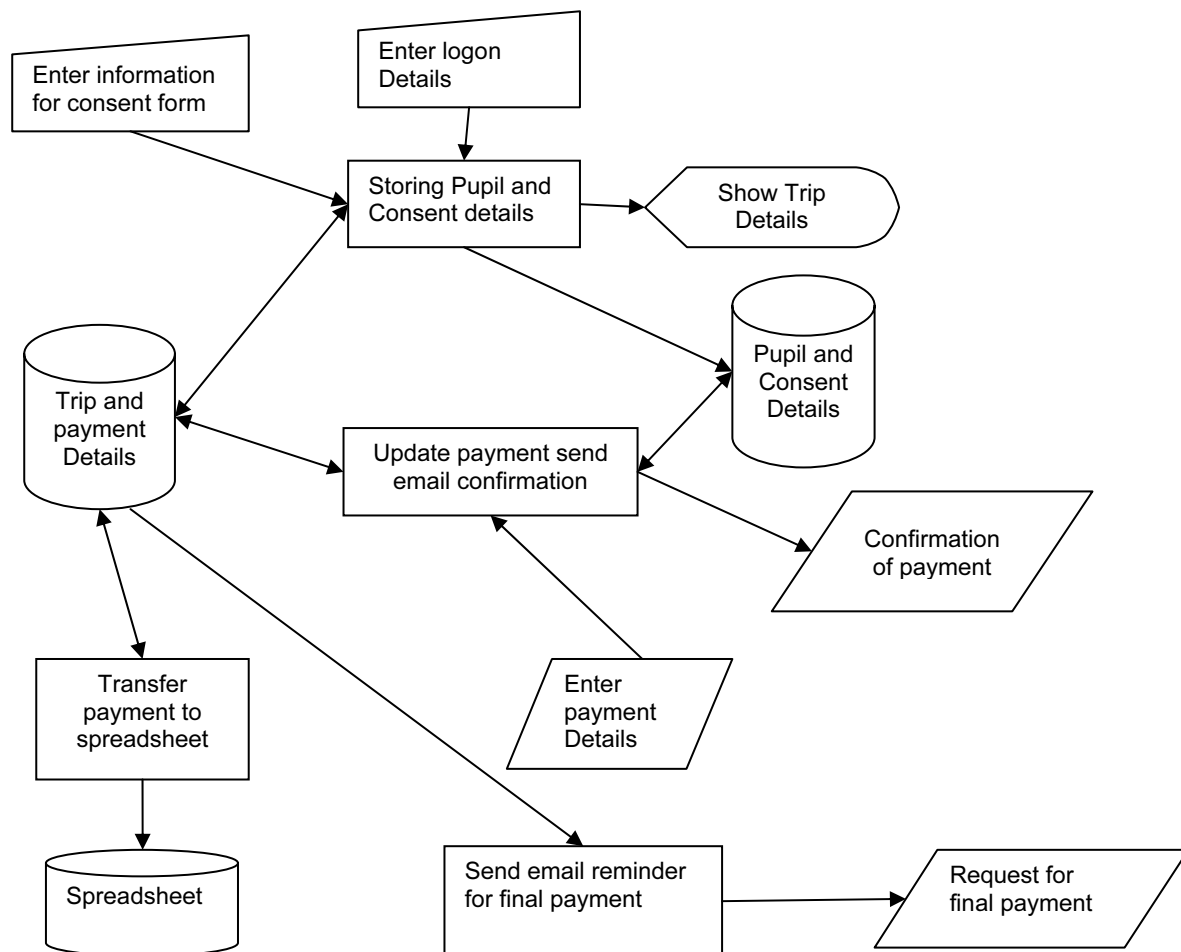 Enter information
for consent form
Enter logon
Details
Storing Pupil and
Consent details
Show Trip
Details
Pupil and
Consent
Details
Trip and
payment
Details
Update payment send
email confirmation
Confirmation
of payment
Transfer
payment to
spreadsheet
Enter
payment
Details
Spreadsheet
Send email reminder
for final payment
Request for
final payment